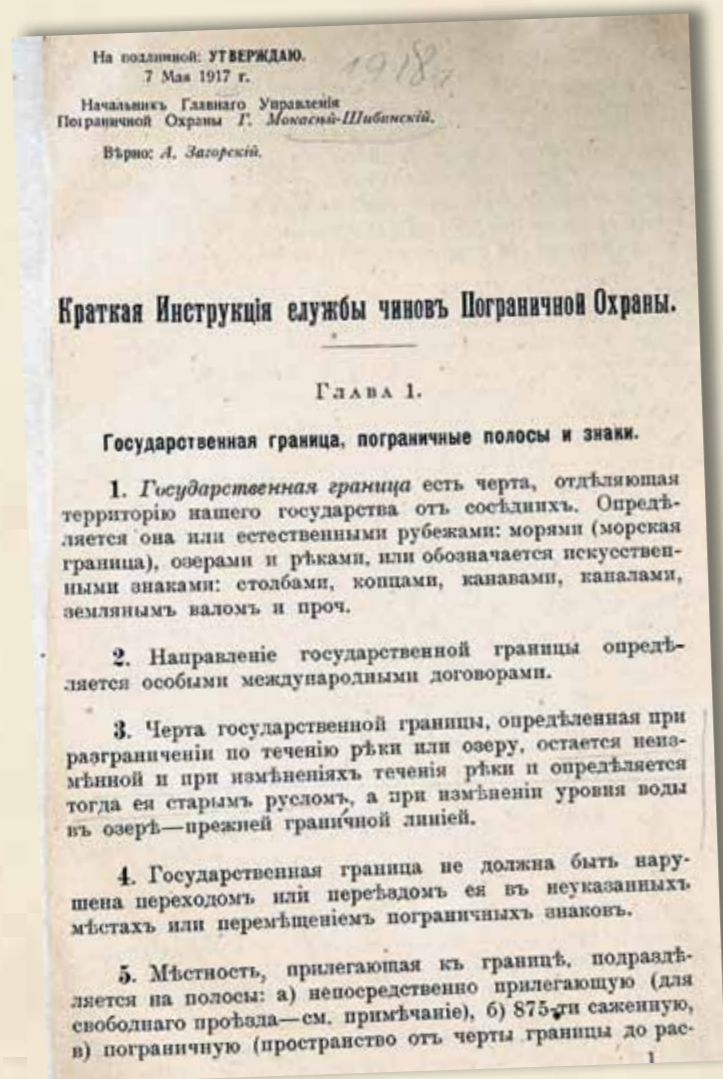 На подлинной: УТВЕРЖДАЮ.
7 Мая 1917 г.
1918г
Начальникъ Главнаго Управленія
Пограничной Охраны Г. Мокасѣй-Шибинскій.
Вѣрно: А. Загорскій.
Краткая Инструкція службы чиновъ Пограничной Охраны.
Глава 1.
Государственная граница, пограничные полосы и знаки.
1. Государственная граница есть черта, отдѣляющая
территорію нашего государства отъ сосѣднихъ. Опредѣ-
ляется она или естественными рубежами: морями (морская
граница), озерами и рѣками, или обозначается искусствен-
ными знаками: столбами, копцами, канавами, каналами,
землянымъ валомъ и проч.
2. Направленіе государственной границы опредѣ-
ляется особыми международными договорами.
3. Черта государственной границы, опредѣленная при
разграниченіи по теченію рѣки или озеру, остается неиз-
мѣнной и при измѣненіяхъ теченія рѣки и опредѣляется
тогда ея старымъ русломъ, а при измѣненіи уровня воды
въ озерѣ—прежней граничной линіей.
4. Государственная граница не должна быть нару-
шена переходомъ или переѣздомъ ея въ неуказанныхъ
мѣстахъ или перемѣщеніемъ пограничныхъ знаковъ.
5. Мѣстность, прилегающая къ границѣ, подраздѣ-
ляется на полосы: а) непосредственно прилегающую (для
свободнаго проѣзда—см. примѣчаніе), б) 875-ти саженную,
в) пограничную (пространство отъ черты границы до рас-
1